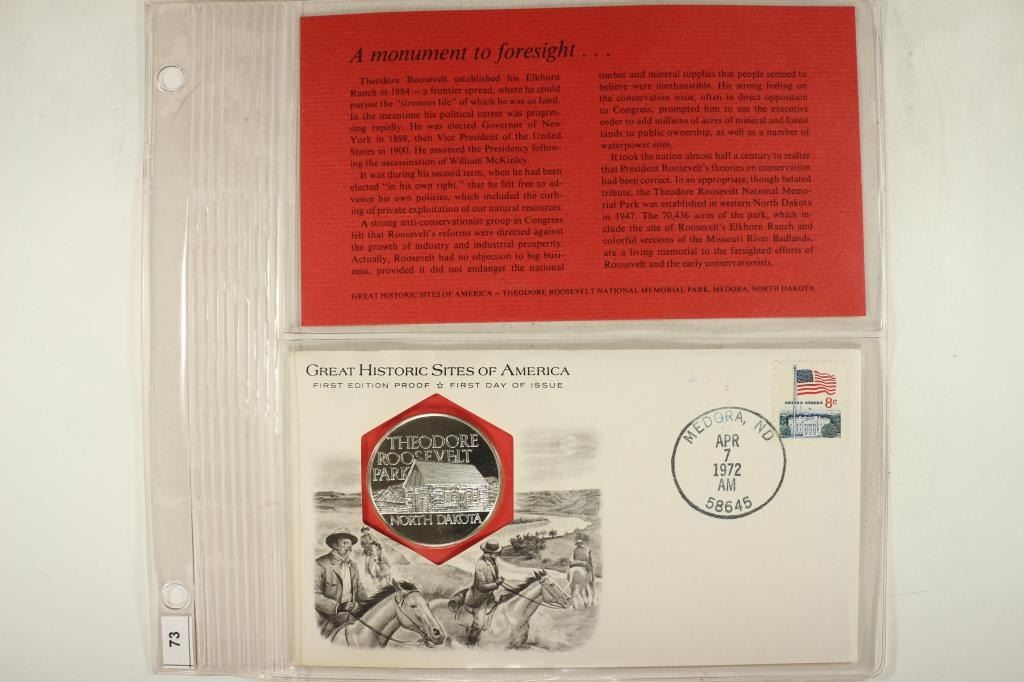 A monument to foresight . . .
Theodore Roosevelt established his Elkhorn
Ranch in 1884 — a frontier spread, where he could
pursue the "strenous life" of which he was so fond.
In the meantime his political career was progres-
sing rapidly. He was elected Governor of New
York in 1898, then Vice President of the United
States in 1900. He assumed the Presidency follow-
ing the assassination of William McKinley.
It was during his second term, when he had been
elected "in his own right," that he felt free to ad-
vance his own policies, which included the curb-
ing of private exploitation of our natural resources.
A strong anti-conservationist group in Congress
felt that Roosevelt's reforms were directed against
the growth of industry and industrial prosperity.
Actually, Roosevelt had no objection to big busi-
ness, provided it did not endanger the national
timber and mineral supplies that people seemed to
believe were inexhaustible. His strong feeling on
the conservation issue, often in direct opposition
to Congress, prompted him to use the executive
order to add millions of acres of mineral and forest
lands to public ownership, as well as a number of
waterpower sites.
It took the nation almost half a century to realize
that President Roosevelt's theories on conservation
had been correct. In an appropriate, though belated
tribute, the Theodore Roosevelt National Memo-
rial Park was established in western North Dakota
in 1947. The 70,436 acres of the park, which in-
clude the site of Roosevelt's Elkhorn Ranch and
colorful sections of the Missouri River Badlands,
are a living memorial to the farsighted efforts of
Roosevelt and the early conservationists.
GREAT HISTORIC SITES OF AMERICA — THEODORE ROOSEVELT NATIONAL MEMORIAL PARK, MEDORA, NORTH DAKOTA
GREAT HISTORIC SITES OF AMERICA
FIRST EDITION PROOF ☆ FIRST DAY OF ISSUE
THEODORE
ROOSEVELT
PARK
NORTH DAKOTA
UNITED STATES 8c
MEDORA, ND
APR
7
1972
AM
58645
73